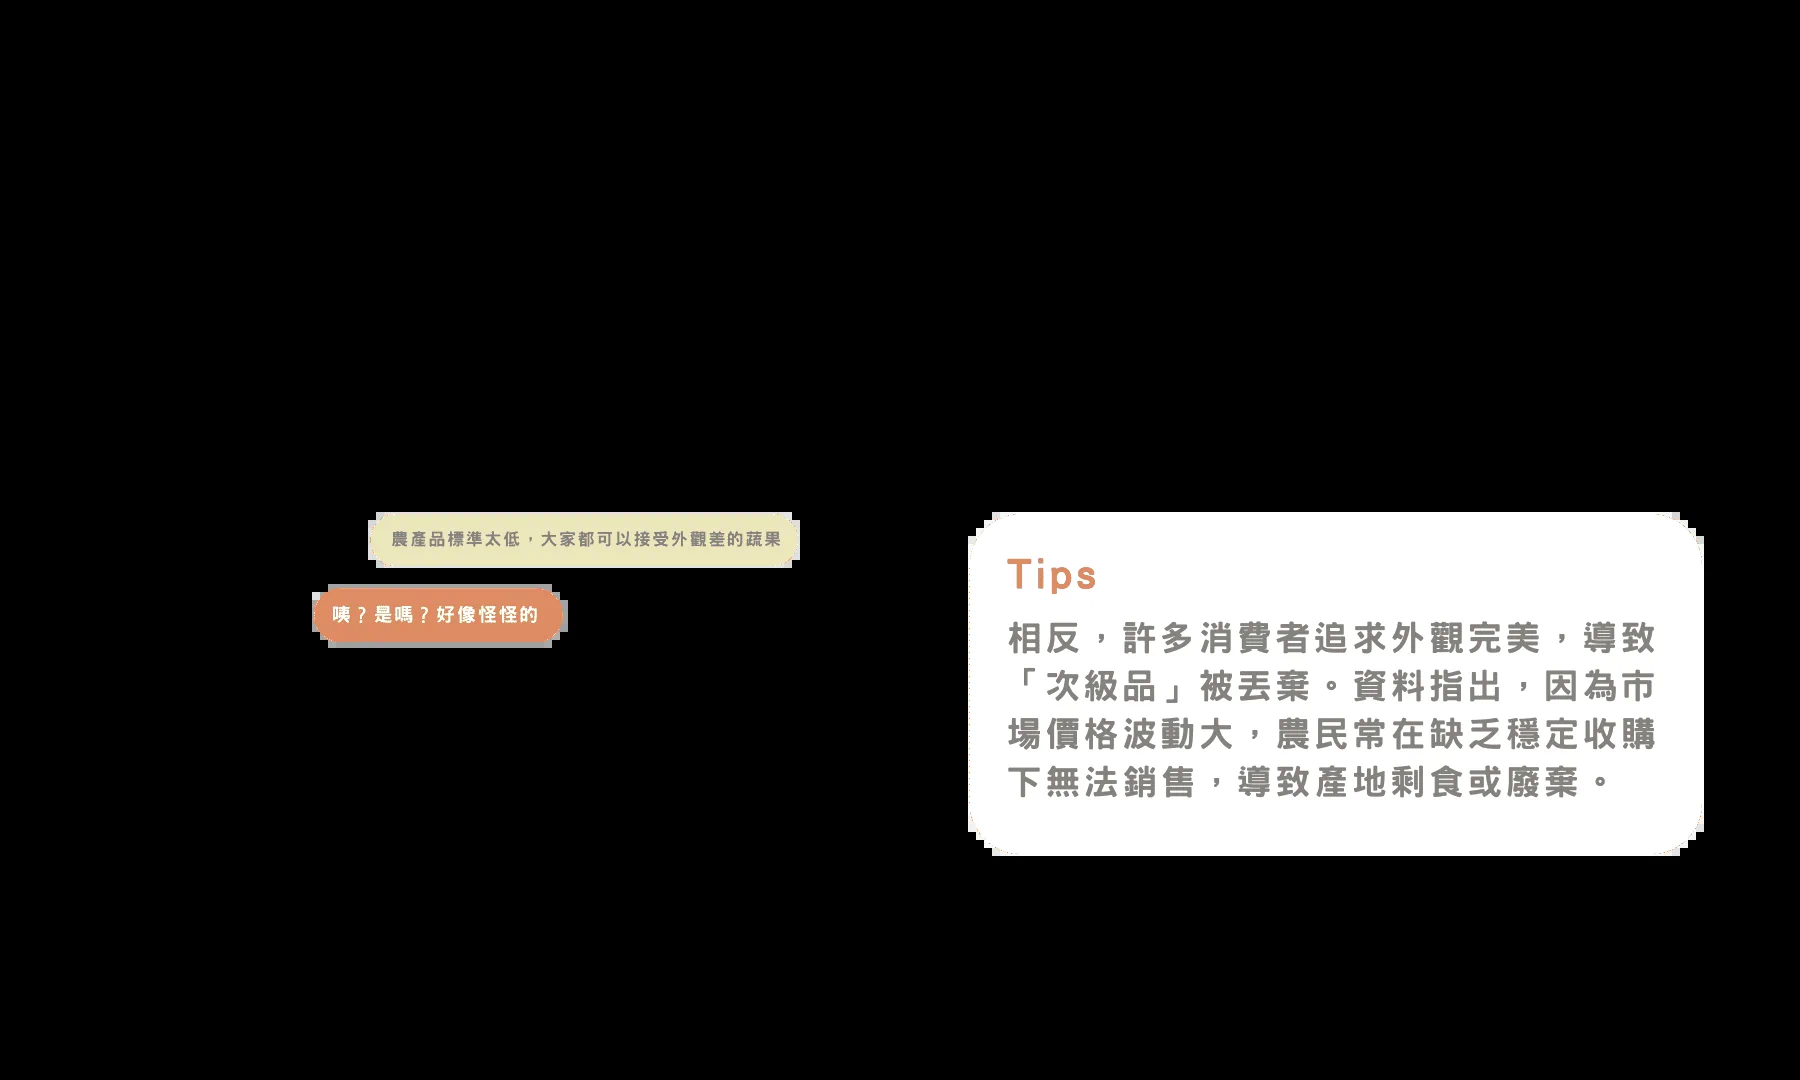 農產品標準太低，大家都可以接受外觀差的蔬果
咦？是嗎？好像怪怪的
Tips
相反，許多消費者追求外觀完美，導致
「次級品」被丟棄。資料指出，因為市
場價格波動大，農民常在缺乏穩定收購
下無法銷售，導致產地剩食或廢棄。